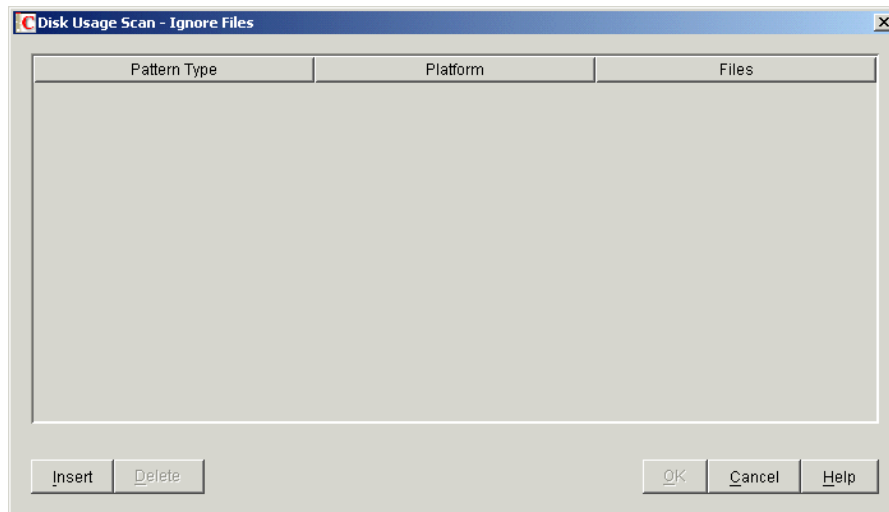 Disk Usage Scan - Ignore Files
Pattern Type Platform Files
Insert Delete OK Cancel Help